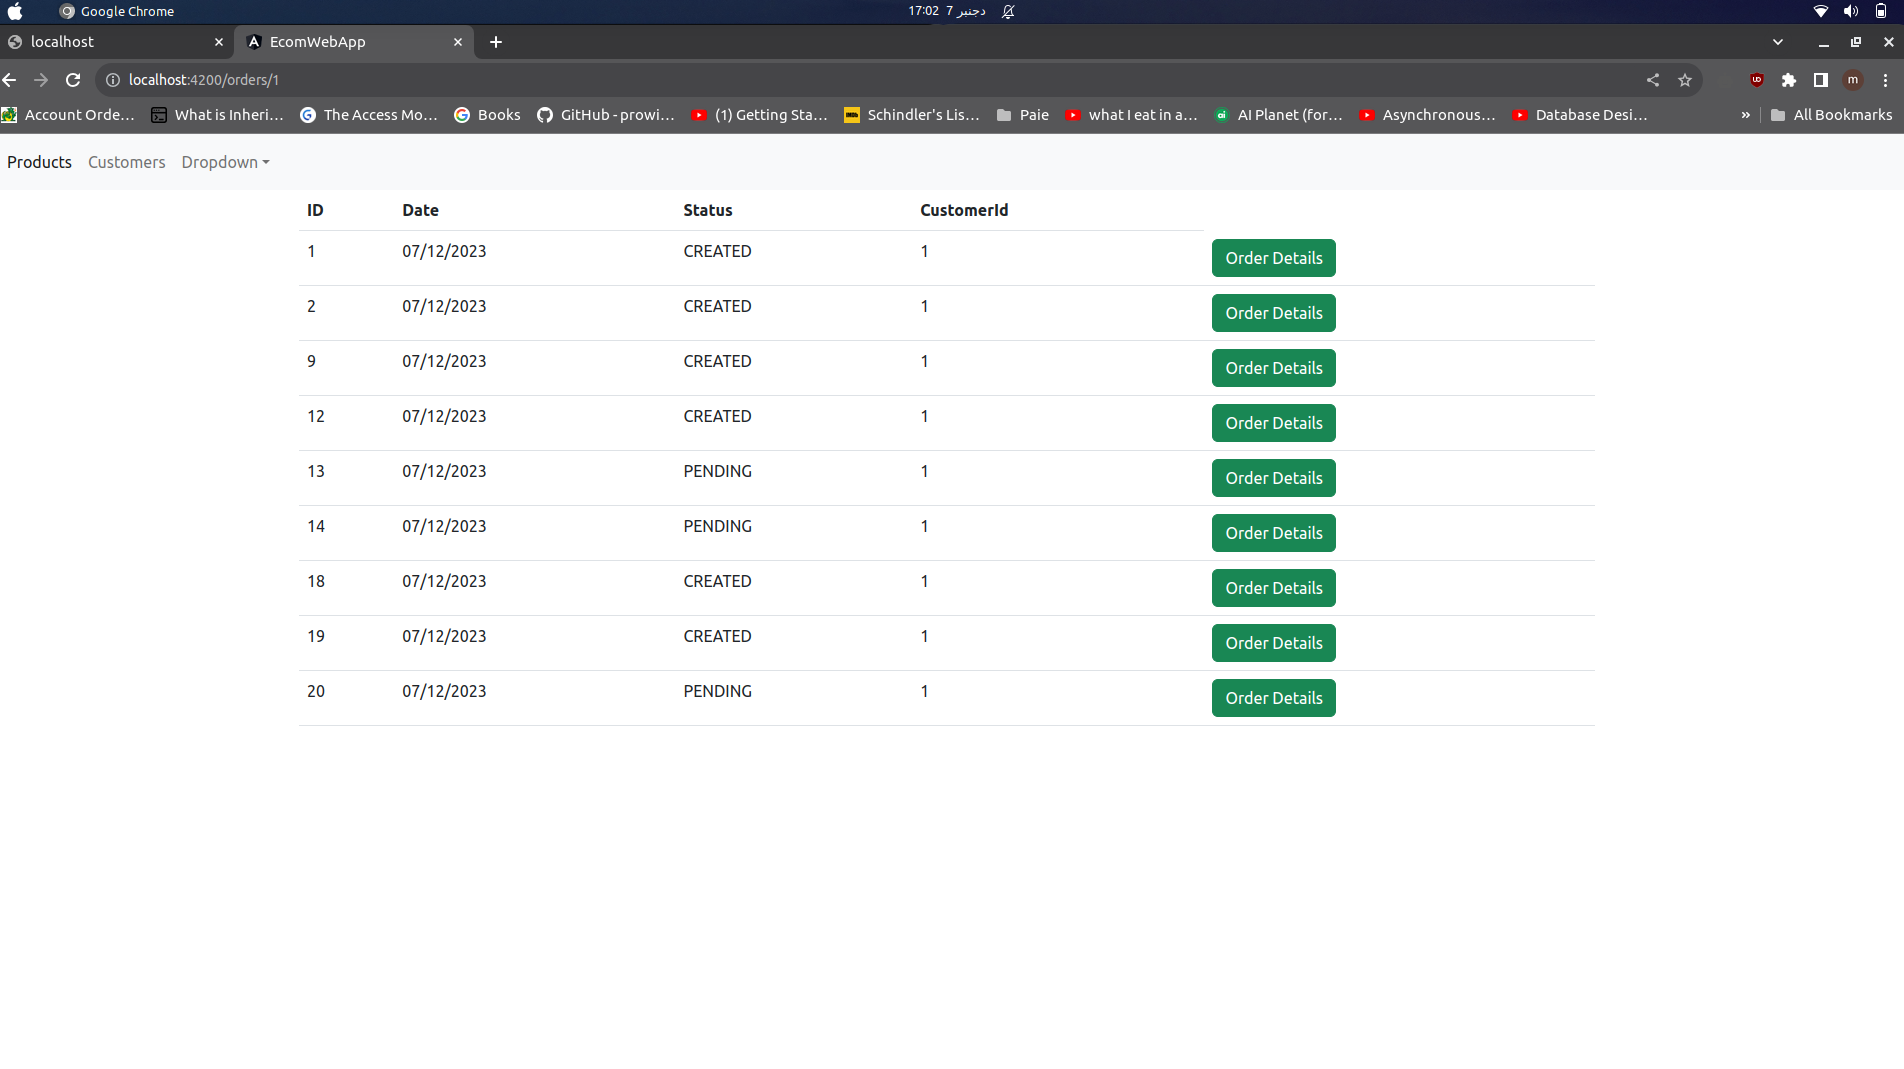 Google Chrome 17:02 7 دجنبر
localhost EcomWebApp
localhost:4200/orders/1 m
Account Orde… What is Inheri… The Access Mo… Books GitHub - prowi… (1) Getting Sta… Schindler's Lis… Paie what I eat in a… AI Planet (for… Asynchronous… Database Desi… » All Bookmarks
Products Customers Dropdown
ID Date Status CustomerId
1 07/12/2023 CREATED 1 Order Details
2 07/12/2023 CREATED 1 Order Details
9 07/12/2023 CREATED 1 Order Details
12 07/12/2023 CREATED 1 Order Details
13 07/12/2023 PENDING 1 Order Details
14 07/12/2023 PENDING 1 Order Details
18 07/12/2023 CREATED 1 Order Details
19 07/12/2023 CREATED 1 Order Details
20 07/12/2023 PENDING 1 Order Details